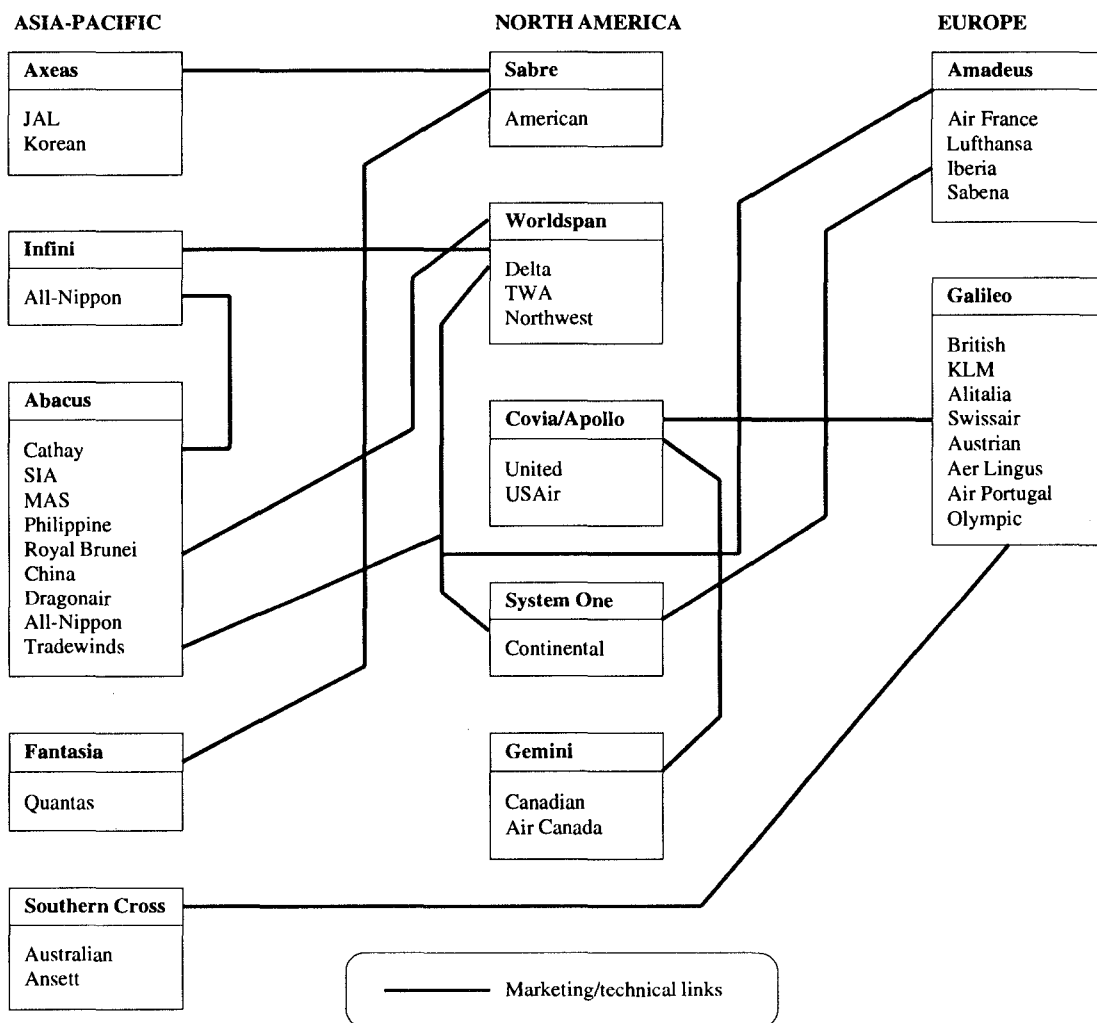 ASIA-PACIFIC
Axeas
JAL
Korean
Infini
All-Nippon
Abacus
Cathay
SIA
MAS
Philippine
Royal Brunei
China
Dragonair
All-Nippon
Tradewinds
Fantasia
Quantas
Southern Cross
Australian
Ansett
NORTH AMERICA
Sabre
American
Worldspan
Delta
TWA
Northwest
Covia/Apollo
United
USAir
System One
Continental
Gemini
Canadian
Air Canada
EUROPE
Amadeus
Air France
Lufthansa
Iberia
Sabena
Galileo
British
KLM
Alitalia
Swissair
Austrian
Aer Lingus
Air Portugal
Olympic
Marketing/technical links